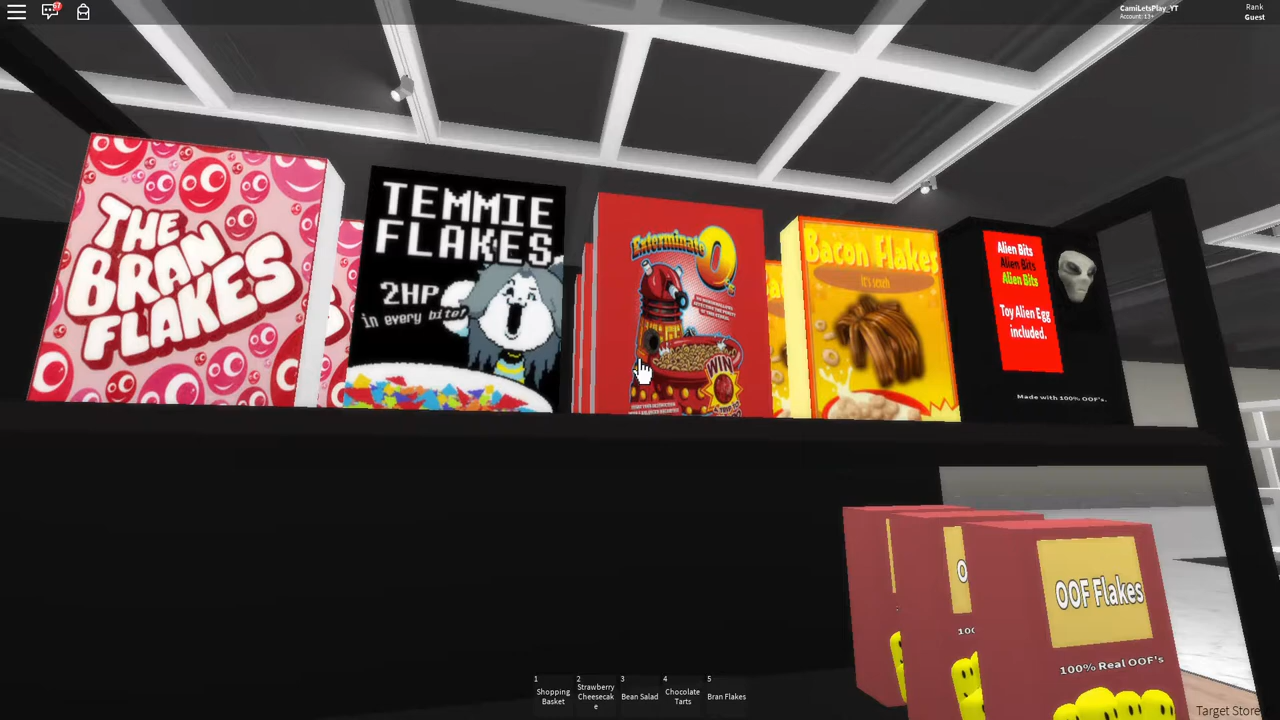 67
CamiLetsPlay_YT
Account: 13+
Rank
Guest
THE
BRAN
FLAKES
TEMMIE
FLAKES
2HP
in every bite!
Exterminate
O's
WIN
Bacon Flakes
Alien Bits
Alien Bits
Alien Bits
Toy Alien Egg
included.
Made with 100% OOF's.
OOF Flakes
100% Real OOF's
1
Shopping
Basket
2
Strawberry
Cheesecak
e
3
Bean Salad
4
Chocolate
Tarts
5
Bran Flakes
Target Store